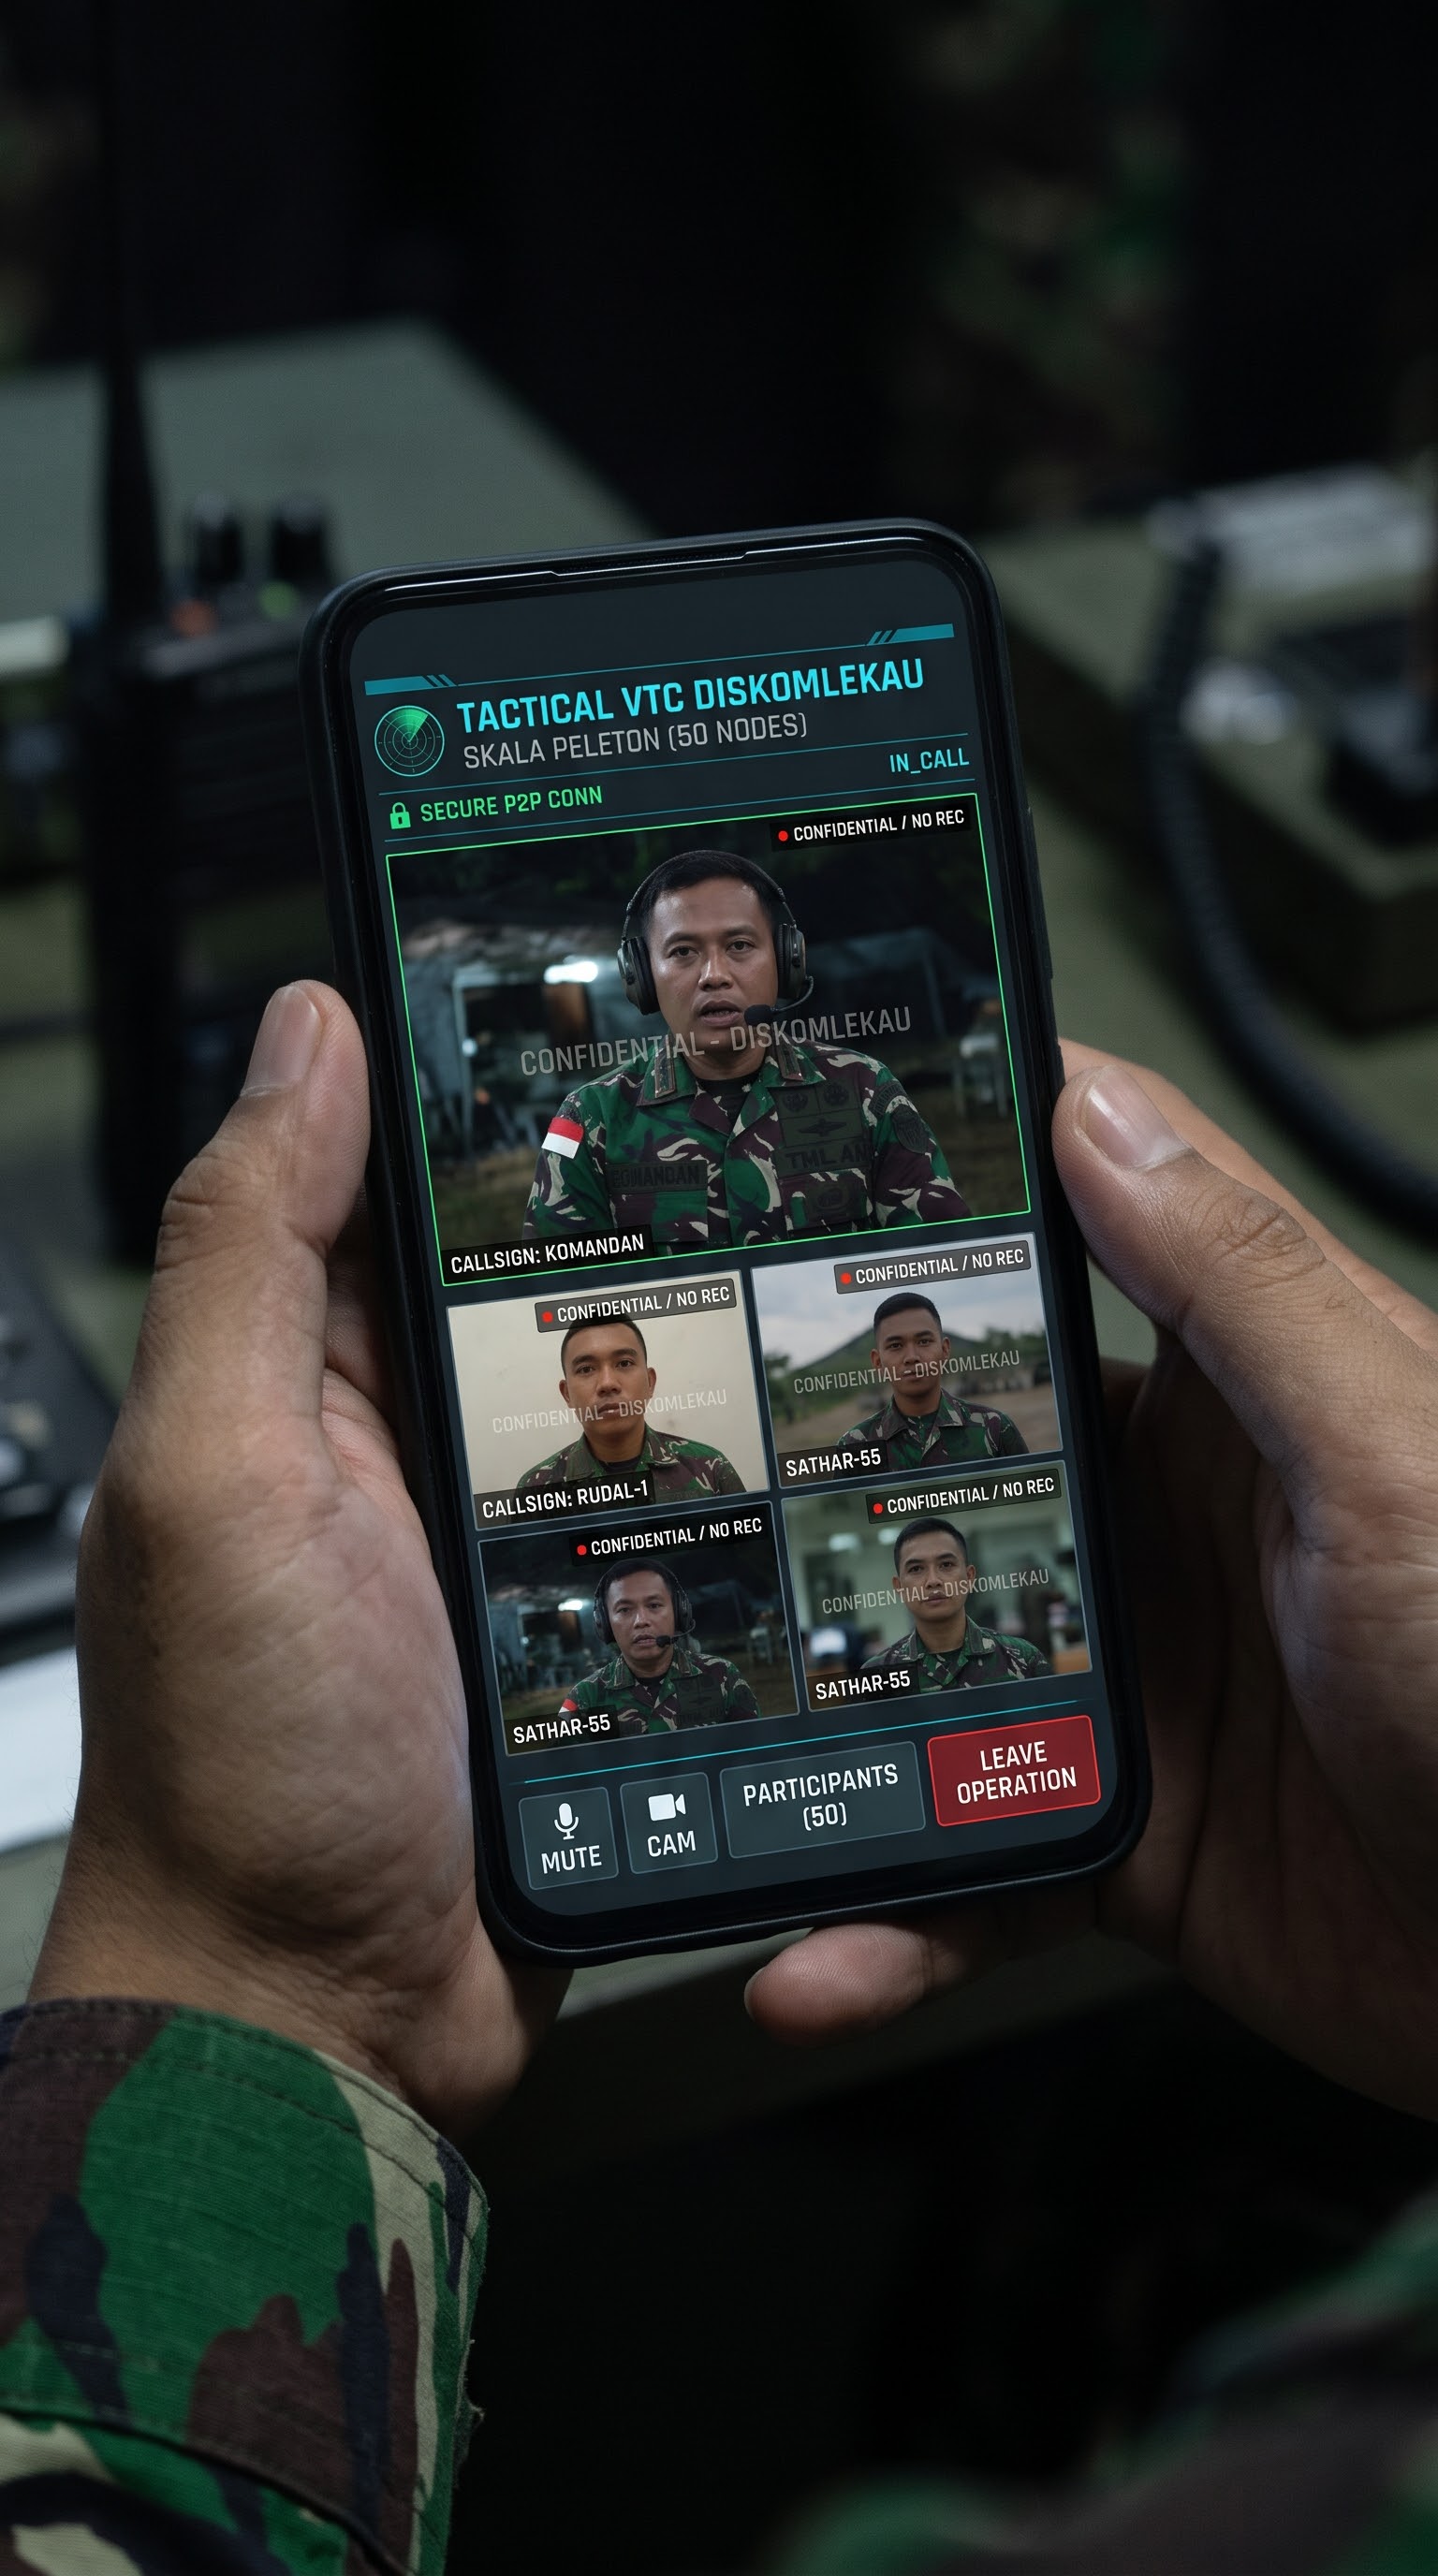 TACTICAL VTC DISKOMLEKAU
SKALA PELETON (50 NODES)
IN_CALL
SECURE P2P CONN
CONFIDENTIAL / NO REC
CONFIDENTIAL - DISKOMLEKAU
KOMANDAN
CALLSIGN: KOMANDAN
CONFIDENTIAL / NO REC
CONFIDENTIAL - DISKOMLEKAU
CALLSIGN: RUDAL-1
CONFIDENTIAL / NO REC
CONFIDENTIAL - DISKOMLEKAU
SATHAR-55
CONFIDENTIAL / NO REC
SATHAR-55
CONFIDENTIAL / NO REC
CONFIDENTIAL - DISKOMLEKAU
SATHAR-55
MUTE
CAM
PARTICIPANTS
(50)
LEAVE
OPERATION